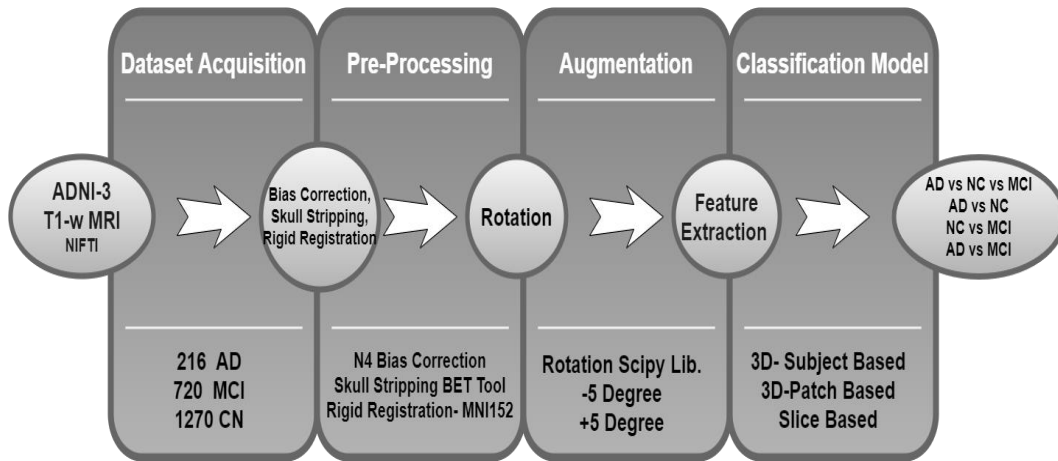 Dataset Acquisition
Pre-Processing
Augmentation
Classification Model
ADNI-3
T1-w MRI
NIFTI
Bias Correction,
Skull Stripping,
Rigid Registration
Rotation
Feature
Extraction
AD vs NC vs MCI
AD vs NC
NC vs MCI
AD vs MCI
216 AD
720 MCI
1270 CN
N4 Bias Correction
Skull Stripping BET Tool
Rigid Registration- MNI152
Rotation Scipy Lib.
-5 Degree
+5 Degree
3D- Subject Based
3D-Patch Based
Slice Based